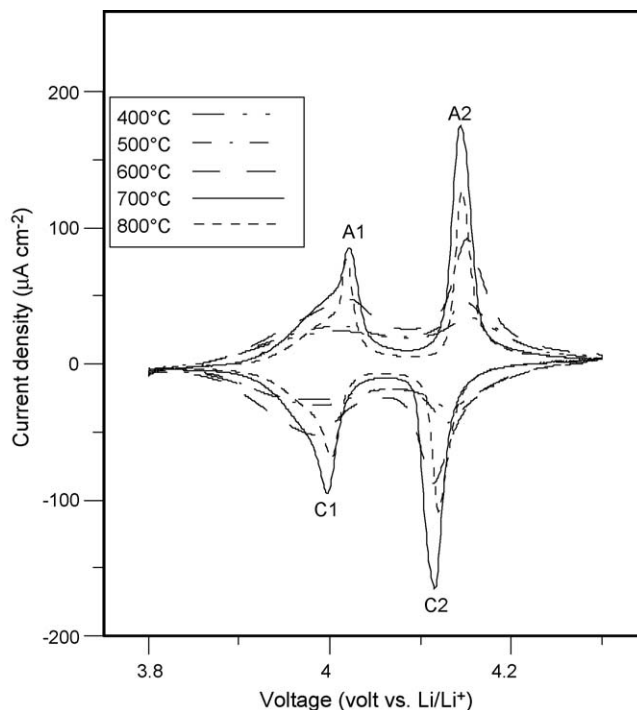 200
100
0
-100
-200
Current density (μA cm⁻²)
400°C
500°C
600°C
700°C
800°C
A1
A2
C1
C2
3.8
4
4.2
Voltage (volt vs. Li/Li⁺)